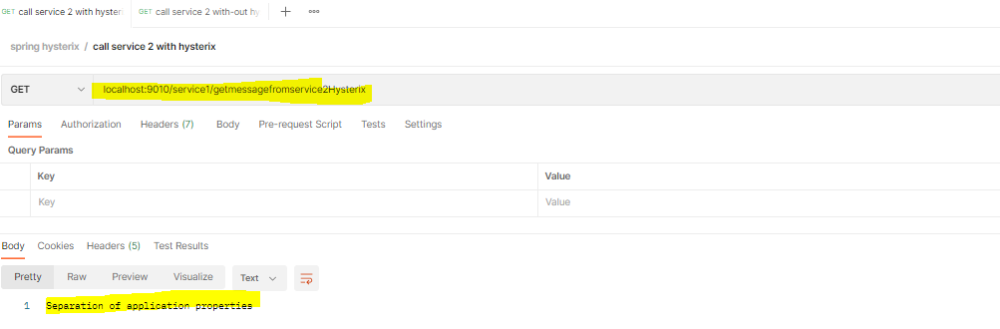 GET call service 2 with hysteri GET call service 2 with-out hy + ooo
spring hysterix / call service 2 with hysterix
GET localhost:9010/service1/getmessagefromservice2Hysterix
Params Authorization Headers (7) Body Pre-request Script Tests Settings
Query Params
Key Value
Key Value
Body Cookies Headers (5) Test Results
Pretty Raw Preview Visualize Text
1 Separation of application properties